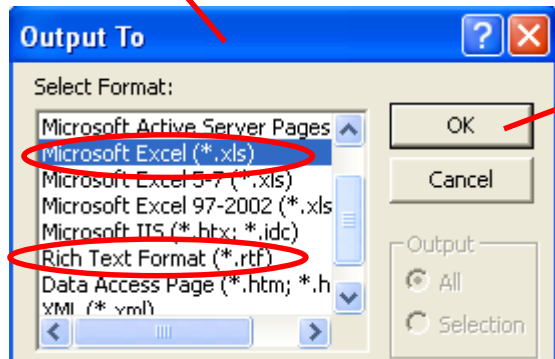 Output To
Select Format:
Microsoft Active Server Pages
Microsoft Excel (*.xls)
Microsoft Excel 5-7 (*.xls)
Microsoft Excel 97-2002 (*.xls
Microsoft IIS (*.htx; *.idc)
Rich Text Format (*.rtf)
Data Access Page (*.htm; *.h
XML (*.xml)
OK
Cancel
Output
All
Selection